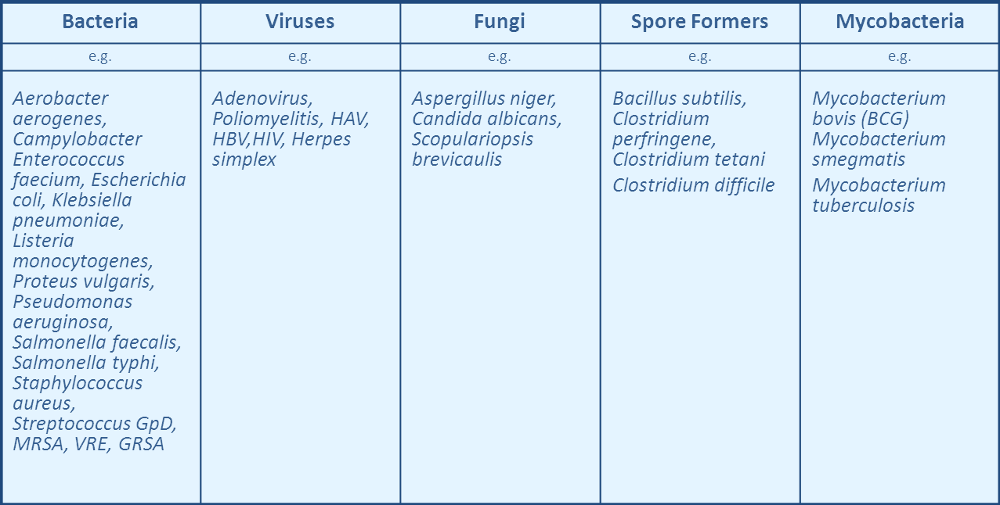 Bacteria
Viruses
Fungi
Spore Formers
Mycobacteria
e.g.
e.g.
e.g.
e.g.
e.g.
Aerobacter
aerogenes,
Campylobacter
Enterococcus
faecium, Escherichia
coli, Klebsiella
pneumoniae,
Listeria
monocytogenes,
Proteus vulgaris,
Pseudomonas
aeruginosa,
Salmonella faecalis,
Salmonella typhi,
Staphylococcus
aureus,
Streptococcus GpD,
MRSA, VRE, GRSA
Adenovirus,
Poliomyelitis, HAV,
HBV,HIV, Herpes
simplex
Aspergillus niger,
Candida albicans,
Scopulariopsis
brevicaulis
Bacillus subtilis,
Clostridium
perfringene,
Clostridium tetani
Clostridium difficile
Mycobacterium
bovis (BCG)
Mycobacterium
smegmatis
Mycobacterium
tuberculosis